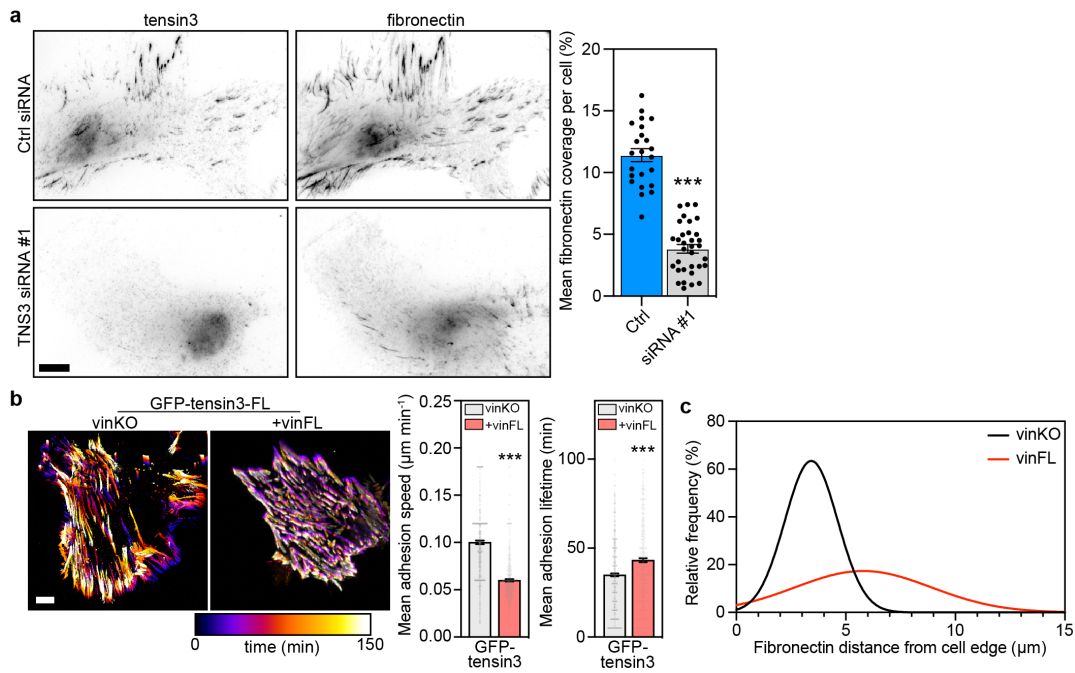 a
tensin3
fibronectin
Ctrl siRNA
TNS3 siRNA #1
Mean fibronectin coverage per cell (%)
20
15
10
5
0
***
Ctrl
siRNA #1
b
GFP-tensin3-FL
vinKO
+vinFL
0
150
time (min)
Mean adhesion speed (µm min⁻¹)
0.25
0.20
0.15
0.10
0.05
0.00
vinKO
+vinFL
***
GFP-
tensin3
Mean adhesion lifetime (min)
100
50
0
vinKO
+vinFL
***
GFP-
tensin3
c
Relative frequency (%)
80
60
40
20
0
vinKO
vinFL
0
5
10
15
Fibronectin distance from cell edge (µm)